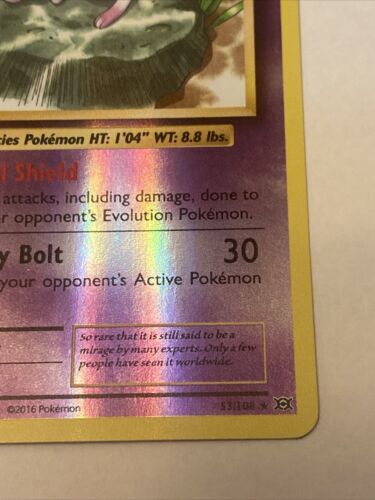 cies Pokémon HT: 1'04" WT: 8.8 lbs.
l Shield
attacks, including damage, done to
r opponent's Evolution Pokémon.
y Bolt 30
your opponent's Active Pokémon
So rare that it is still said to be a
mirage by many experts. Only a few
people have seen it worldwide.
©2016 Pokémon 53/108 ★